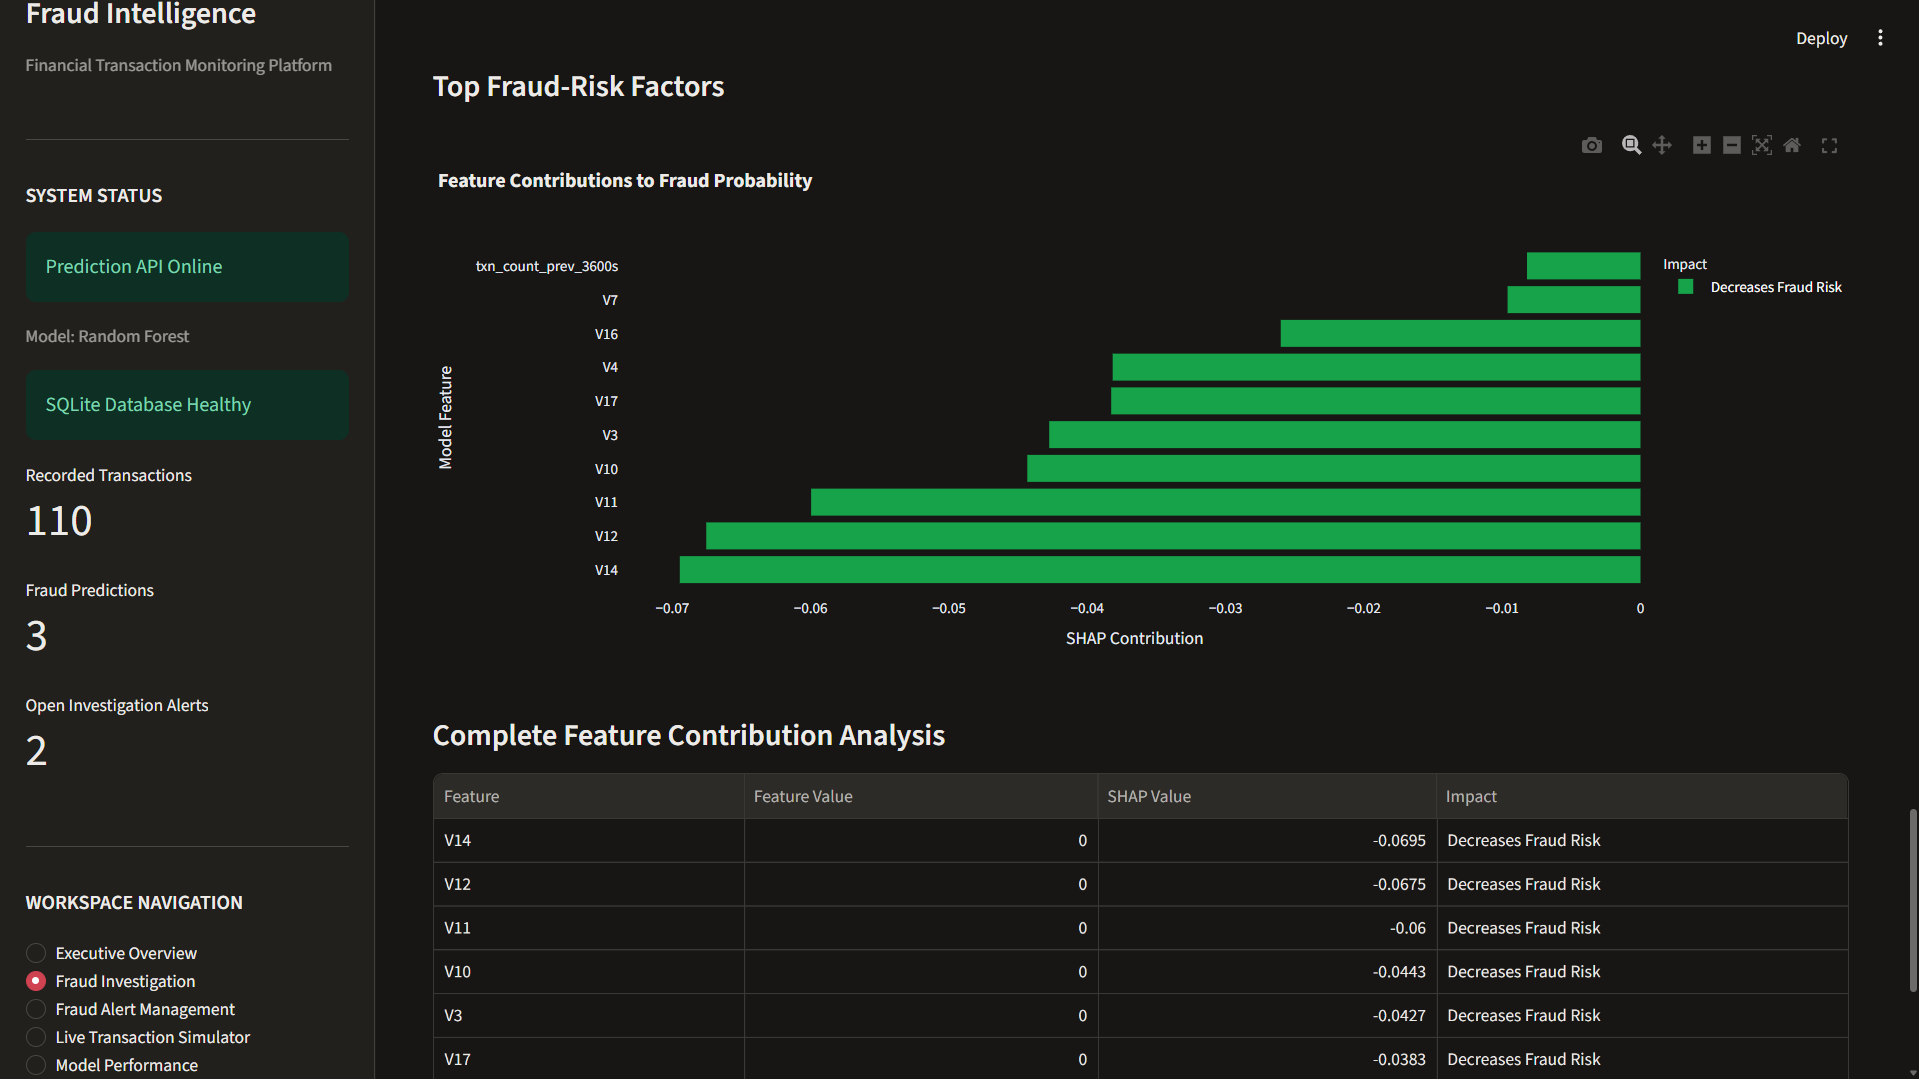 Fraud Intelligence
Financial Transaction Monitoring Platform
SYSTEM STATUS
Prediction API Online
Model: Random Forest
SQLite Database Healthy
Recorded Transactions
110
Fraud Predictions
3
Open Investigation Alerts
2
WORKSPACE NAVIGATION
Executive Overview
Fraud Investigation
Fraud Alert Management
Live Transaction Simulator
Model Performance
Deploy
Top Fraud-Risk Factors
Feature Contributions to Fraud Probability
Model Feature
txn_count_prev_3600s
V7
V16
V4
V17
V3
V10
V11
V12
V14
−0.07 −0.06 −0.05 −0.04 −0.03 −0.02 −0.01 0
SHAP Contribution
Impact
Decreases Fraud Risk
Complete Feature Contribution Analysis
Feature Feature Value SHAP Value Impact
V14 0 -0.0695 Decreases Fraud Risk
V12 0 -0.0675 Decreases Fraud Risk
V11 0 -0.06 Decreases Fraud Risk
V10 0 -0.0443 Decreases Fraud Risk
V3 0 -0.0427 Decreases Fraud Risk
V17 0 -0.0383 Decreases Fraud Risk